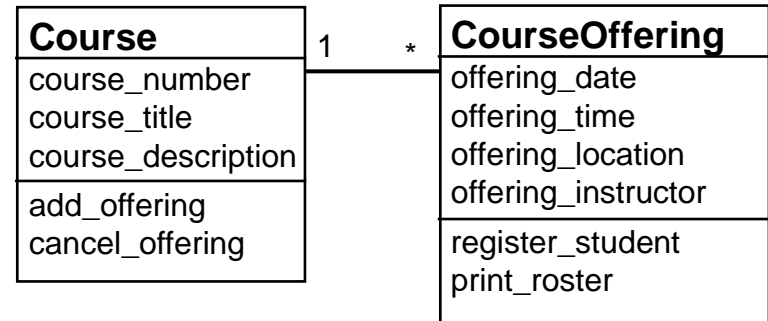 Course
course_number
course_title
course_description
add_offering
cancel_offering
1 *
CourseOffering
offering_date
offering_time
offering_location
offering_instructor
register_student
print_roster